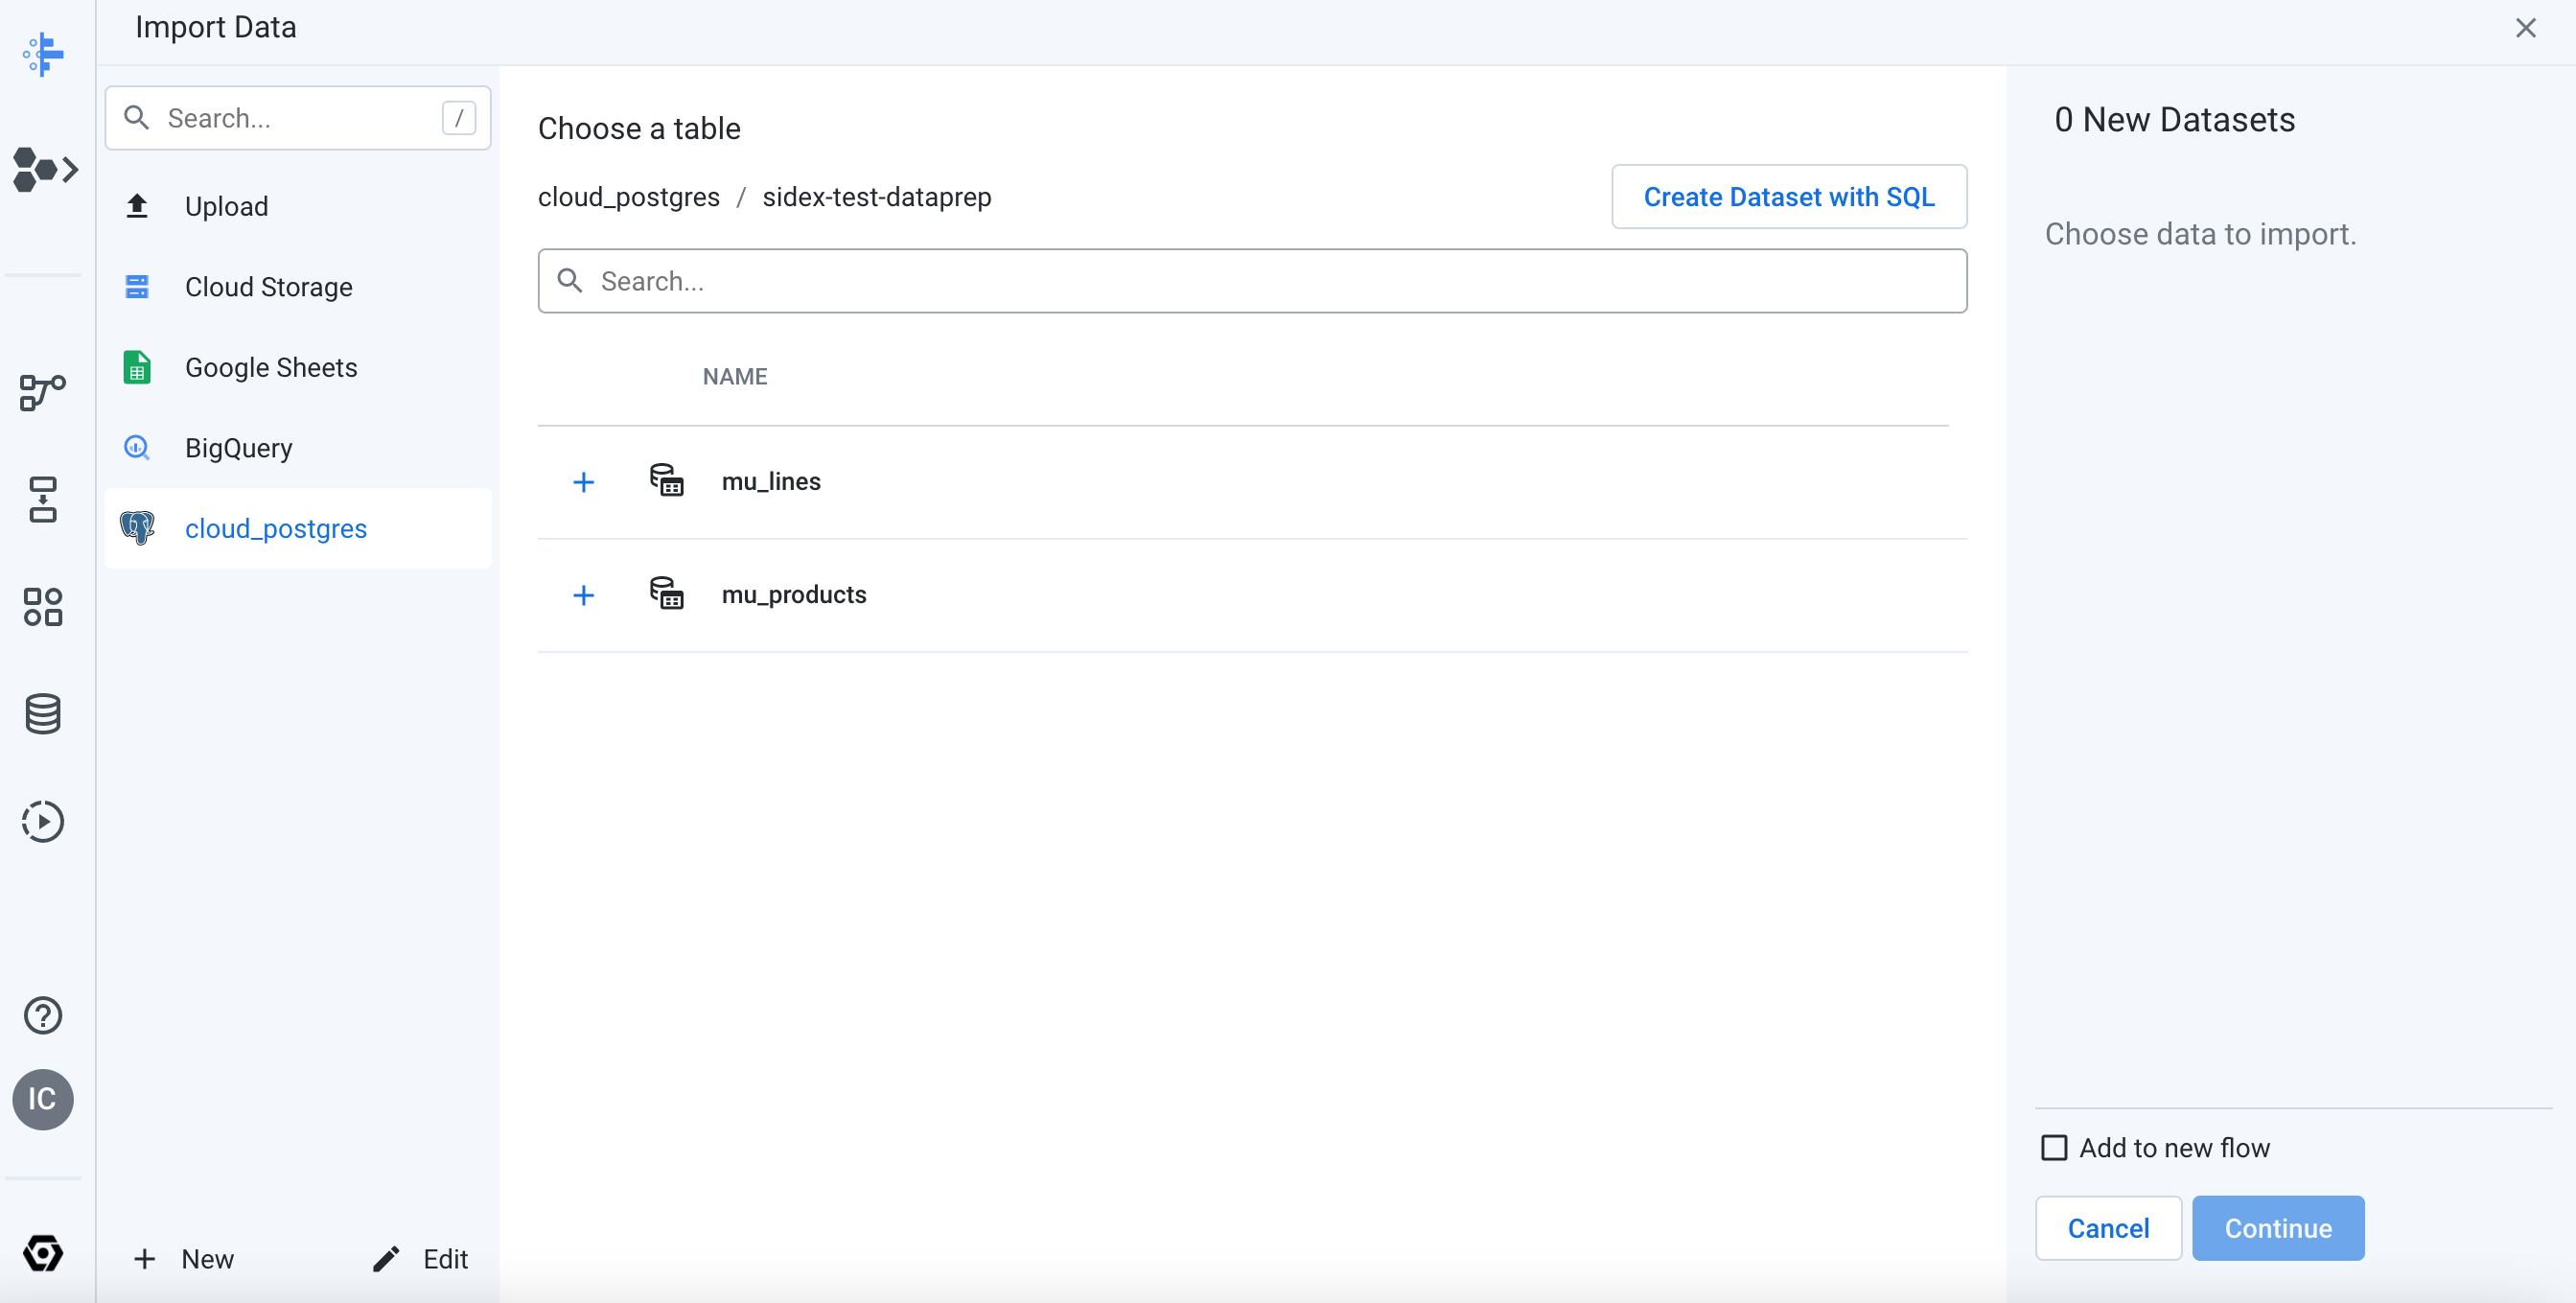 Import Data
Search...
/
Upload
Cloud Storage
Google Sheets
BigQuery
cloud_postgres
New
Edit
IC
Choose a table
cloud_postgres / sidex-test-dataprep
Create Dataset with SQL
Search...
NAME
mu_lines
mu_products
0 New Datasets
Choose data to import.
Add to new flow
Cancel
Continue